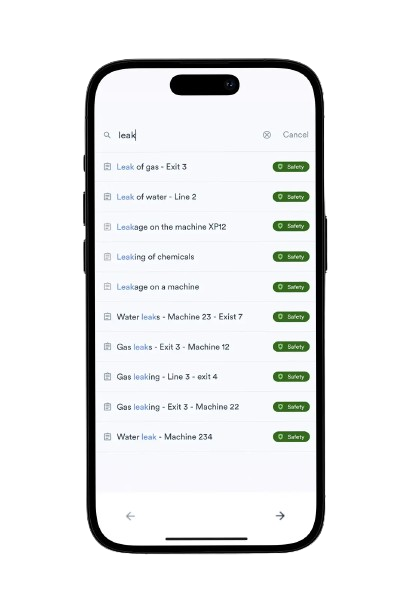 leak Cancel
Leak of gas - Exit 3 Safety
Leak of water - Line 2 Safety
Leakage on the machine XP12 Safety
Leaking of chemicals Safety
Leakage on a machine Safety
Water leaks - Machine 23 - Exist 7 Safety
Gas leaks - Exit 3 - Machine 12 Safety
Gas leaking - Line 3 - exit 4 Safety
Gas leaking - Exit 3 - Machine 22 Safety
Water leak - Machine 234 Safety